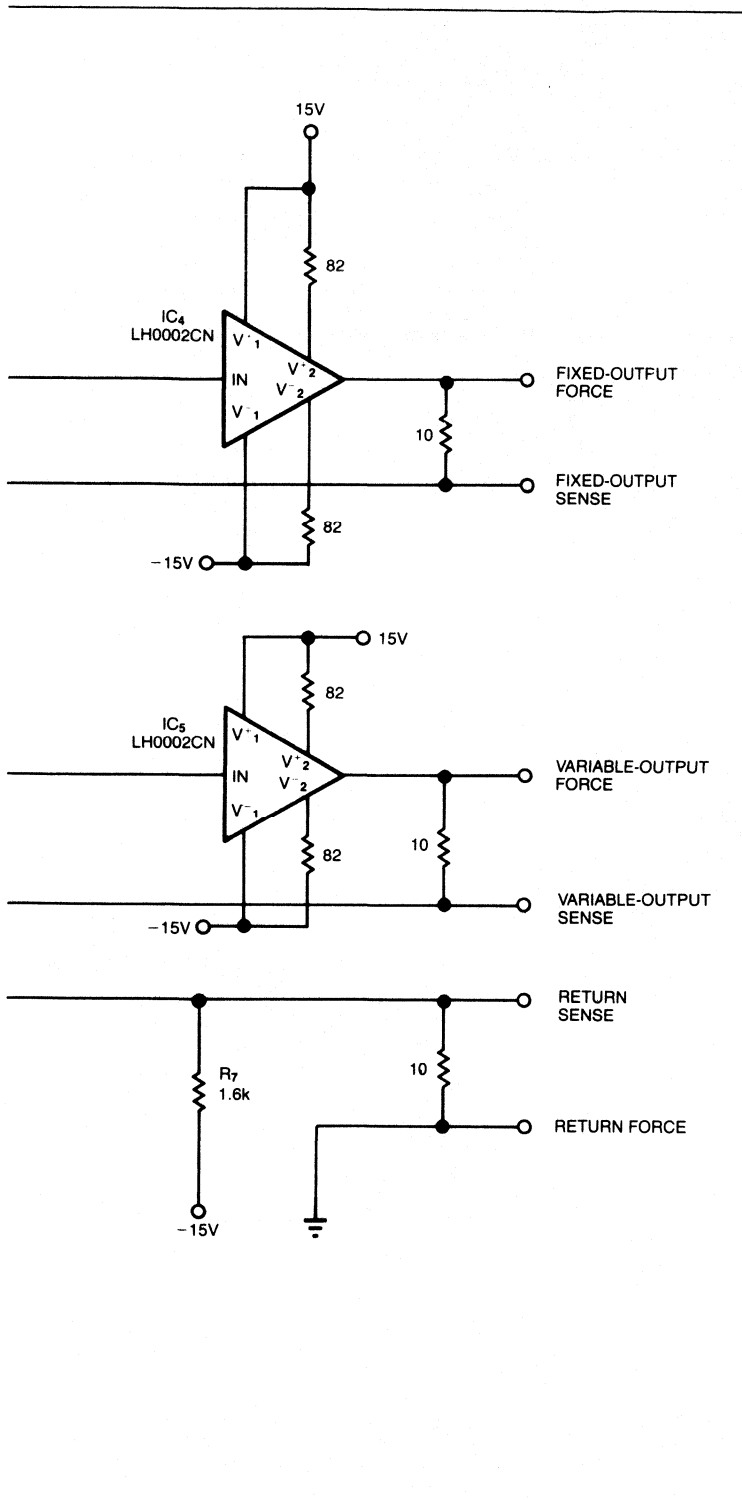 15V
82
IC4
LH0002CN
V+1
V+2
IN
V-2
V-1
FIXED-OUTPUT
FORCE
10
FIXED-OUTPUT
SENSE
82
−15V
15V
82
IC5
LH0002CN
V+1
V+2
IN
V-2
V-1
VARIABLE-OUTPUT
FORCE
10
82
VARIABLE-OUTPUT
SENSE
−15V
RETURN
SENSE
R7
1.6k
10
RETURN FORCE
−15V